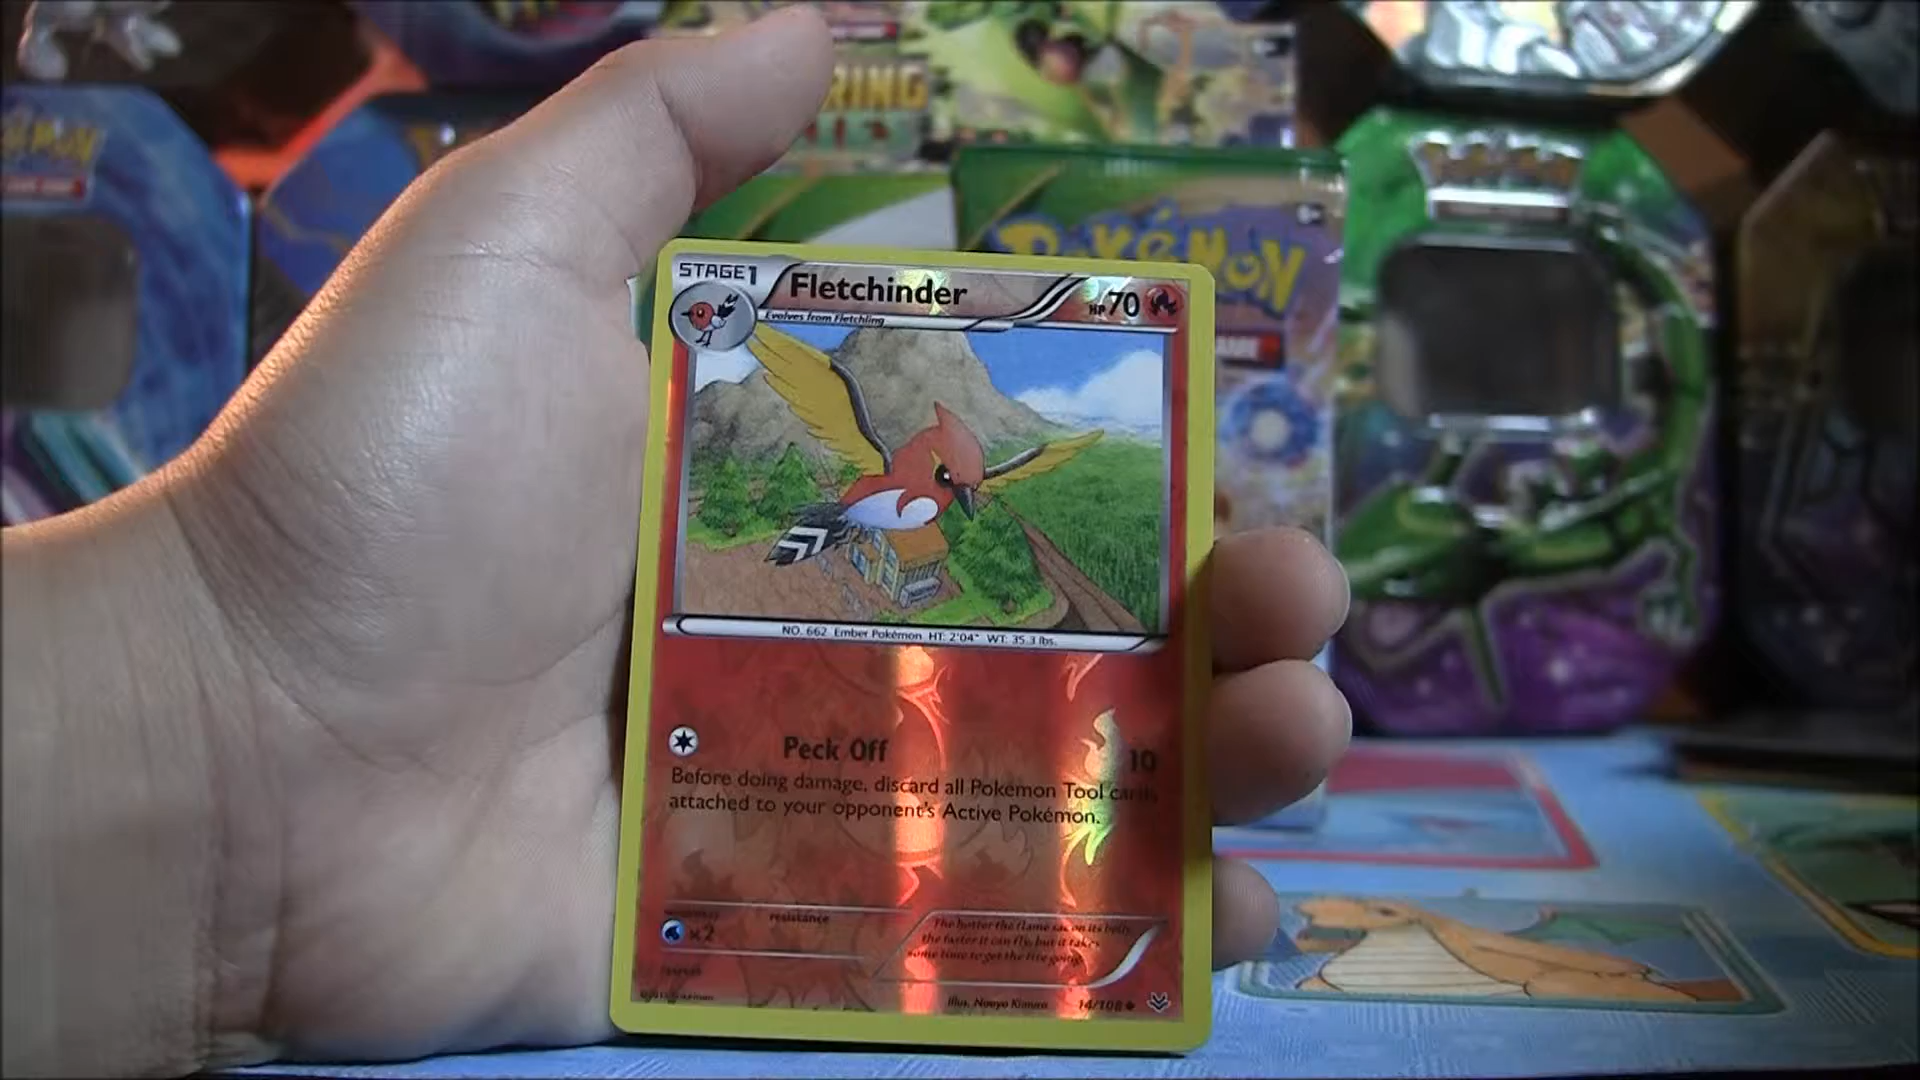 POKéMON
RING
Pokémon
STAGE1
Fletchinder
HP70
Evolves from Fletchling
NO. 662 Ember Pokémon HT: 2'04" WT: 35.3 lbs.
Peck Off
10
Before doing damage, discard all Pokémon Tool cards
attached to your opponent's Active Pokémon.
resistance
×2
The hotter the flame sac on its belly,
the faster it can fly, but it takes
some time to get the fire going.
Illus. Naoyo Kimura
14/108